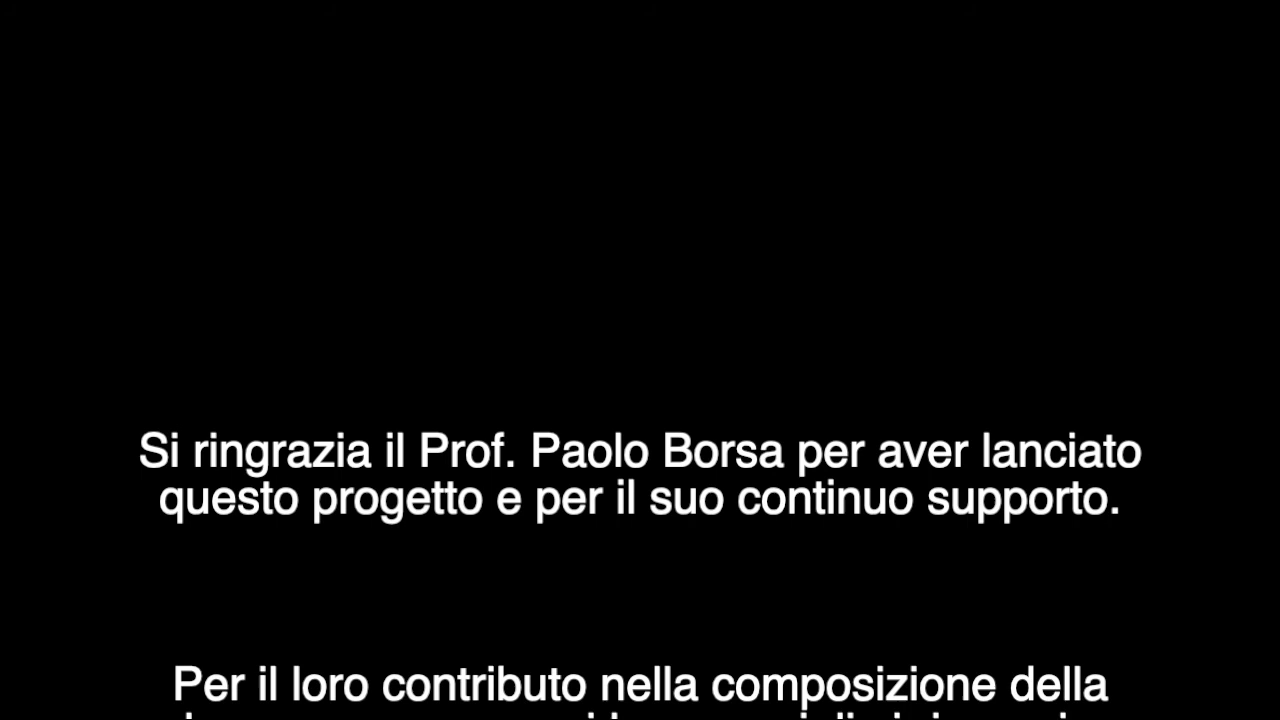 Si ringrazia il Prof. Paolo Borsa per aver lanciato
questo progetto e per il suo continuo supporto.
Per il loro contributo nella composizione della